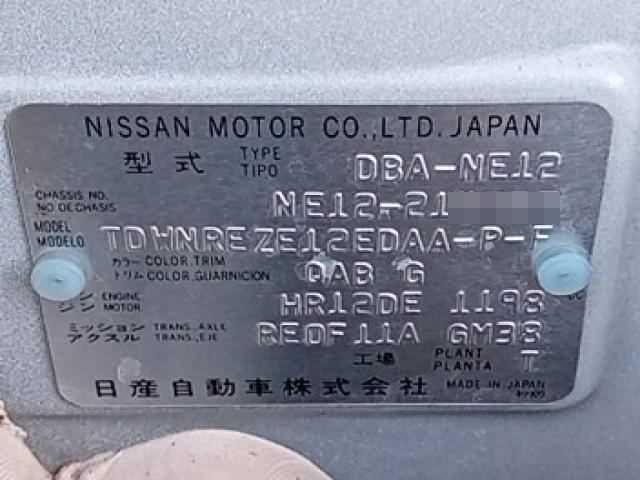 NISSAN MOTOR CO.,LTD. JAPAN
型式 TYPE TIPO DBA-NE12
CHASSIS NO. NO DE CHASIS NE12-21
MODEL MODELO TDWNREZE12EDAA-P-F
カラー COLOR,TRIM
トリム COLOR,GUARNICION QAB G
ENGINE
ジン MOTOR HR12DE 1198
ミッション TRANS.,AXLE
アクスル TRANS.,EJE RE0F11A GM38
工場 PLANT PLANTA T
日産自動車株式会社 MADE IN JAPAN